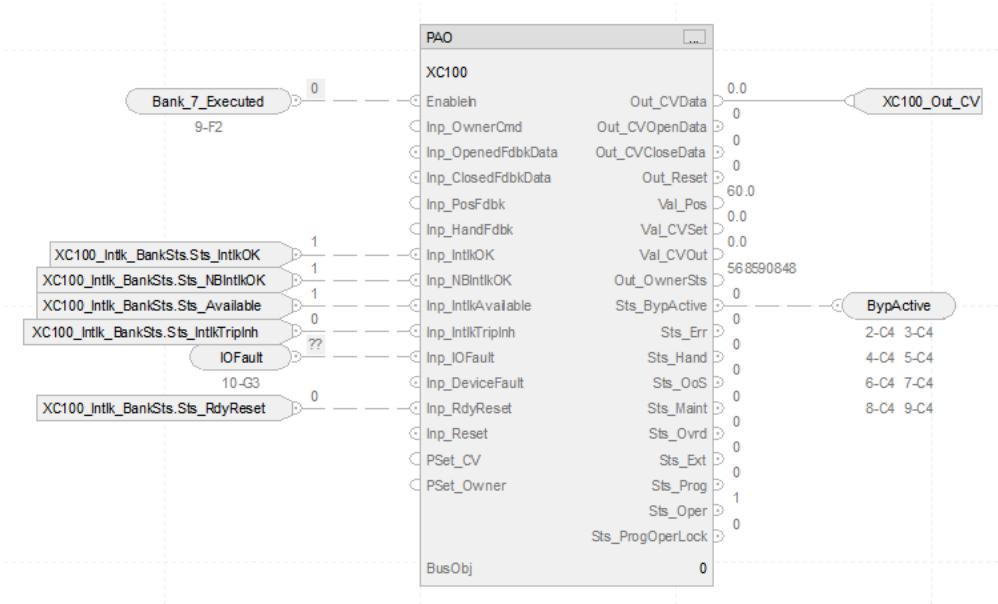 PAO ...
XC100
Bank_7_Executed 0 EnableIn Out_CVData 0.0 XC100_Out_CV
9-F2 Inp_OwnerCmd Out_CVOpenData 0
Inp_OpenedFdbkData Out_CVCloseData 0
Inp_ClosedFdbkData Out_Reset 0
Inp_PosFdbk Val_Pos 60.0
Inp_HandFdbk Val_CVSet 0.0
XC100_Intlk_BankSts.Sts_IntlkOK 1 Inp_IntlkOK Val_CVOut 0.0
XC100_Intlk_BankSts.Sts_NBIntlkOK 1 Inp_NBIntlkOK Out_OwnerSts 568590848
XC100_Intlk_BankSts.Sts_Available 1 Inp_IntlkAvailable Sts_BypActive 0 BypActive
XC100_Intlk_BankSts.Sts_IntlkTripInh 0 Inp_IntlkTripInh Sts_Err 0 2-C4 3-C4
IOFault ?? Inp_IOFault Sts_Hand 0 4-C4 5-C4
10-G3 Inp_DeviceFault Sts_OoS 0 6-C4 7-C4
XC100_Intlk_BankSts.Sts_RdyReset 0 Inp_RdyReset Sts_Maint 0 8-C4 9-C4
Inp_Reset Sts_Ovrd 0
PSet_CV Sts_Ext 0
PSet_Owner Sts_Prog 0
Sts_Oper 1
Sts_ProgOperLock 0
BusObj 0